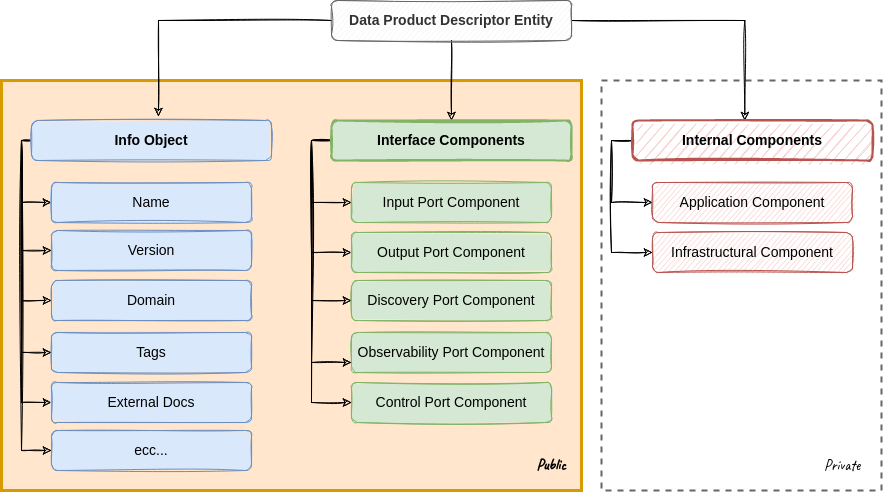 Data Product Descriptor Entity
Info Object
Name
Version
Domain
Tags
External Docs
ecc...
Interface Components
Input Port Component
Output Port Component
Discovery Port Component
Observability Port Component
Control Port Component
Public
Internal Components
Application Component
Infrastructural Component
Private